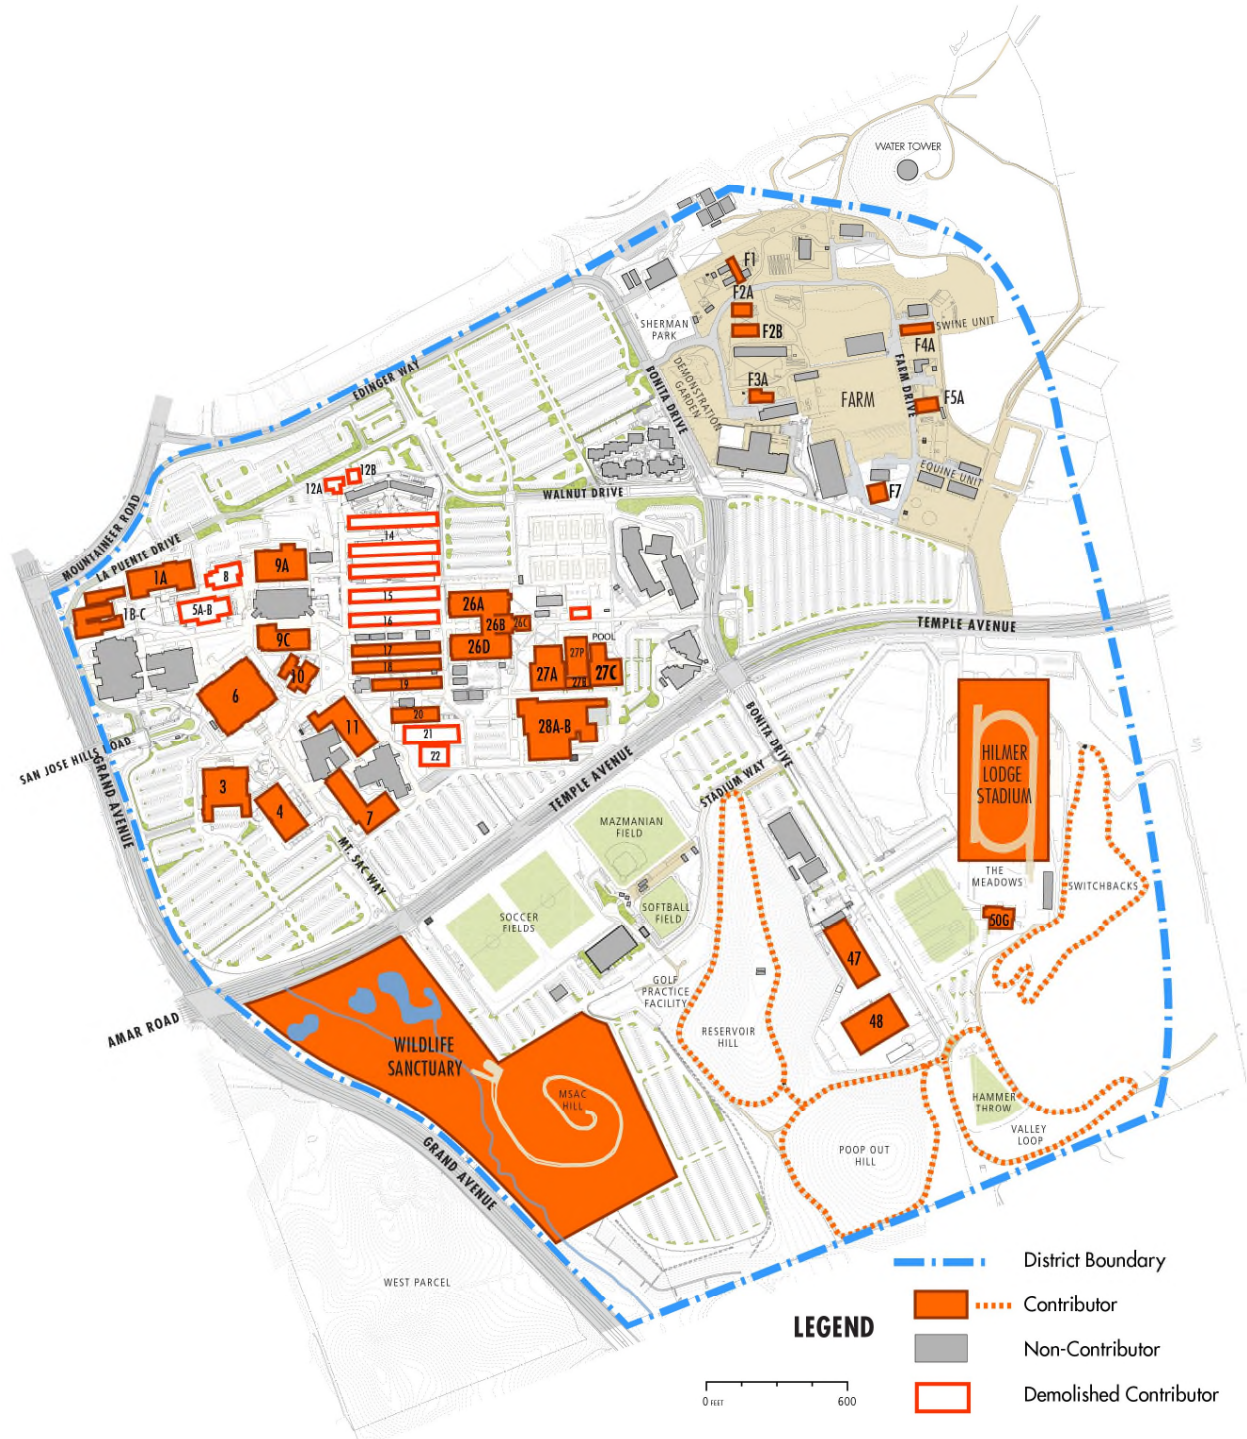 WATER TOWER
F1
F2A
F2B
SHERMAN
PARK
SWINE UNIT
F4A
EDINGER WAY
BONITA DRIVE
DEMONSTRATION
GARDEN
F3A
FARM
FARM DRIVE
F5A
12B
12A
EQUINE UNIT
F7
WALNUT DRIVE
MOUNTAINEER ROAD
14
LA PUENTE DRIVE
1A
8
9A
1B-C
5A-B
15
16
26A
26B
26C
26D
TEMPLE AVENUE
9C
17
18
19
POOL
27P
27A
27B
27C
10
6
20
11
21
22
28A-B
SAN JOSE HILLS ROAD
GRAND AVENUE
BONITA DRIVE
HILMER
LODGE
STADIUM
3
4
7
TEMPLE AVENUE
STADIUM WAY
MT. SAC WAY
MAZMANIAN
FIELD
THE
MEADOWS
SWITCHBACKS
SOCCER
FIELDS
SOFTBALL
FIELD
50G
47
GOLF
PRACTICE
FACILITY
48
AMAR ROAD
RESERVOIR
HILL
WILDLIFE
SANCTUARY
MSAC
HILL
HAMMER
THROW
VALLEY
LOOP
POOP OUT
HILL
GRAND AVENUE
WEST PARCEL
LEGEND
District Boundary
Contributor
Non-Contributor
Demolished Contributor
0 FEET
600